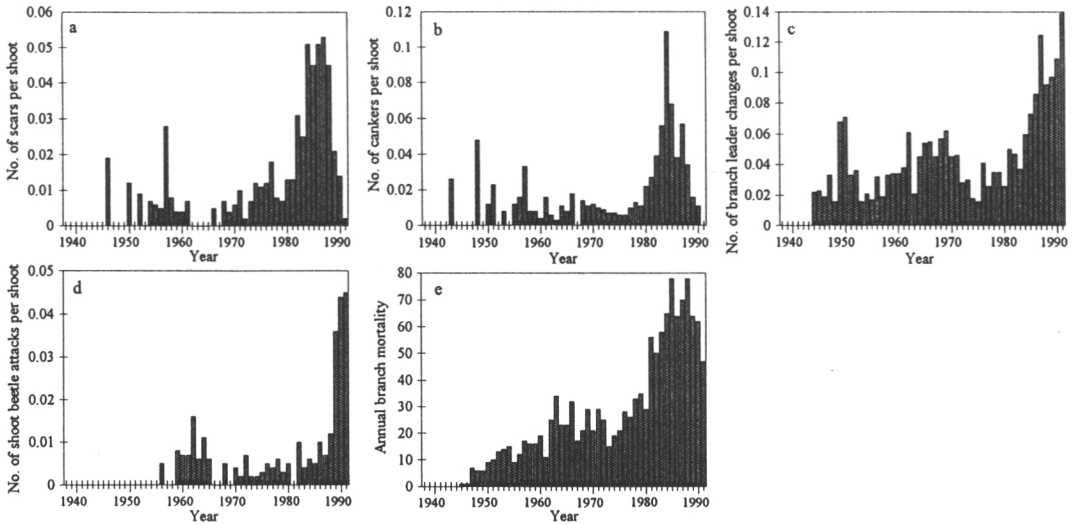 a
No. of scars per shoot
0.06
0.05
0.04
0.03
0.02
0.01
0
1940 1950 1960 1970 1980 1990
Year
b
No. of cankers per shoot
0.12
0.1
0.08
0.06
0.04
0.02
0
1940 1950 1960 1970 1980 1990
Year
c
No. of branch leader changes per shoot
0.14
0.12
0.1
0.08
0.06
0.04
0.02
0
1940 1950 1960 1970 1980 1990
Year
d
No. of shoot beetle attacks per shoot
0.05
0.04
0.03
0.02
0.01
0
1940 1950 1960 1970 1980 1990
Year
e
Annual branch mortality
80
70
60
50
40
30
20
10
0
1940 1950 1960 1970 1980 1990
Year